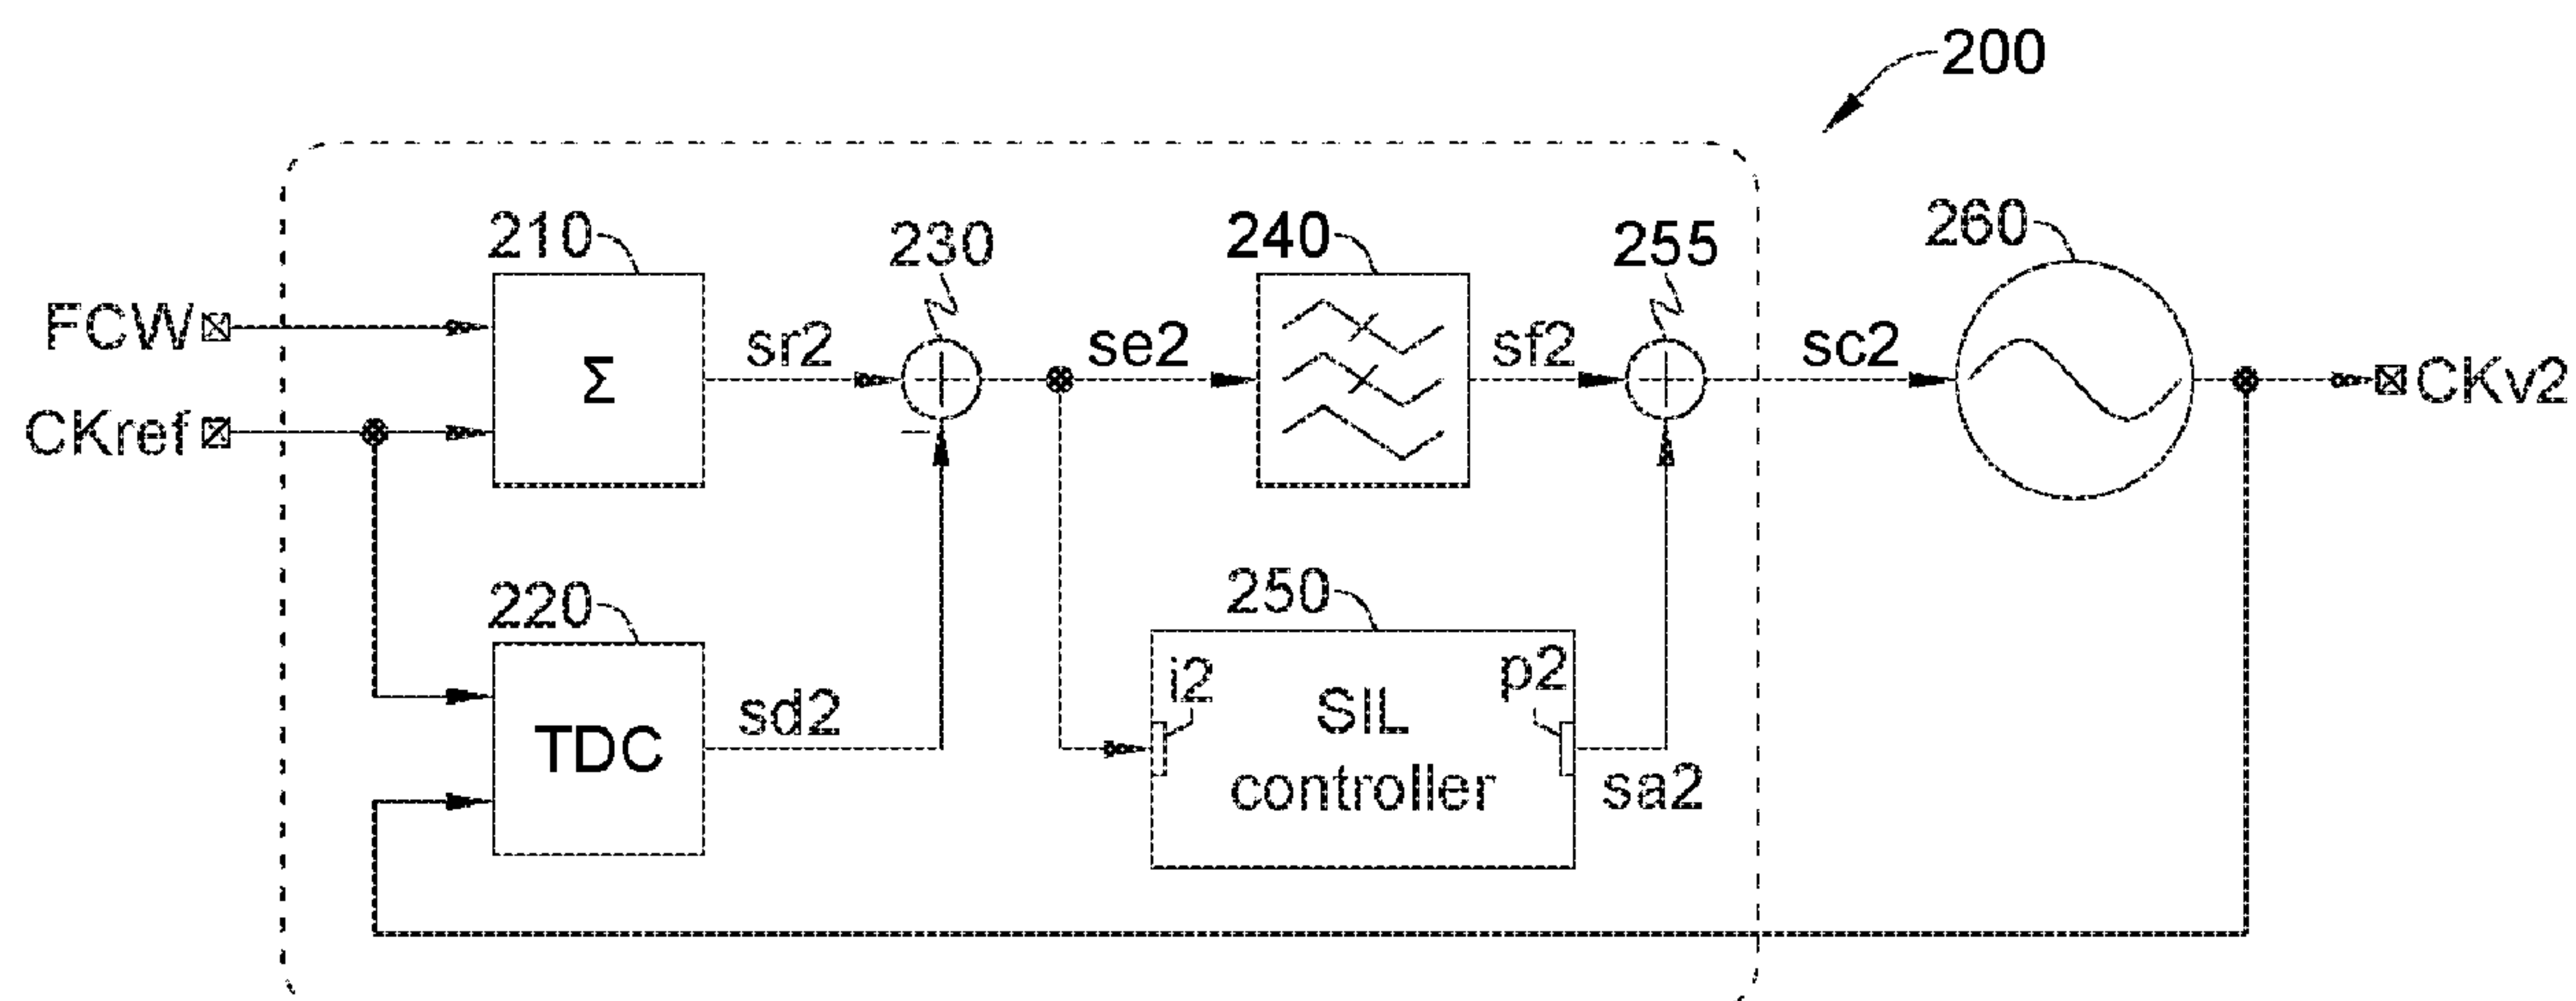 200
210
230
240
255
260
FCW
CKref
Σ
sr2
se2
sf2
sc2
CKv2
220
250
TDC
sd2
i2
p2
SIL
controller
sa2